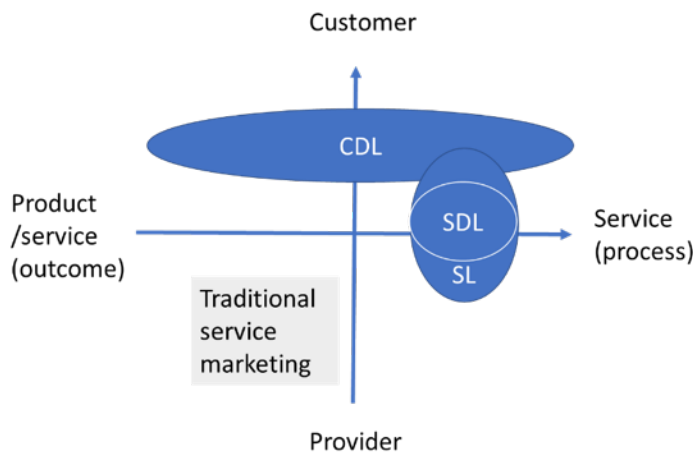 Customer
CDL
Product
/service
(outcome)
SDL
Service
(process)
SL
Traditional
service
marketing
Provider